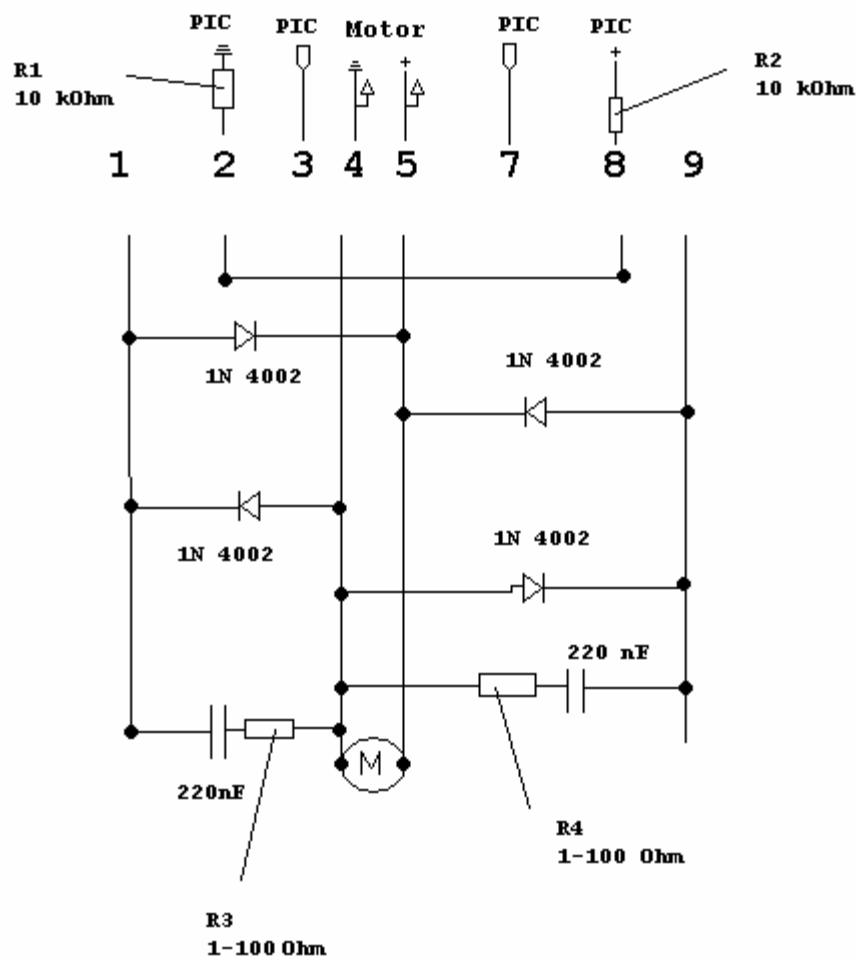 PIC PIC Motor PIC PIC
R1
10 kOhm
R2
10 kOhm
+ +
1 2 3 4 5 7 8 9
1N 4002
1N 4002
1N 4002
1N 4002
220 nF
M
220nF
R4
1-100 Ohm
R3
1-100 Ohm